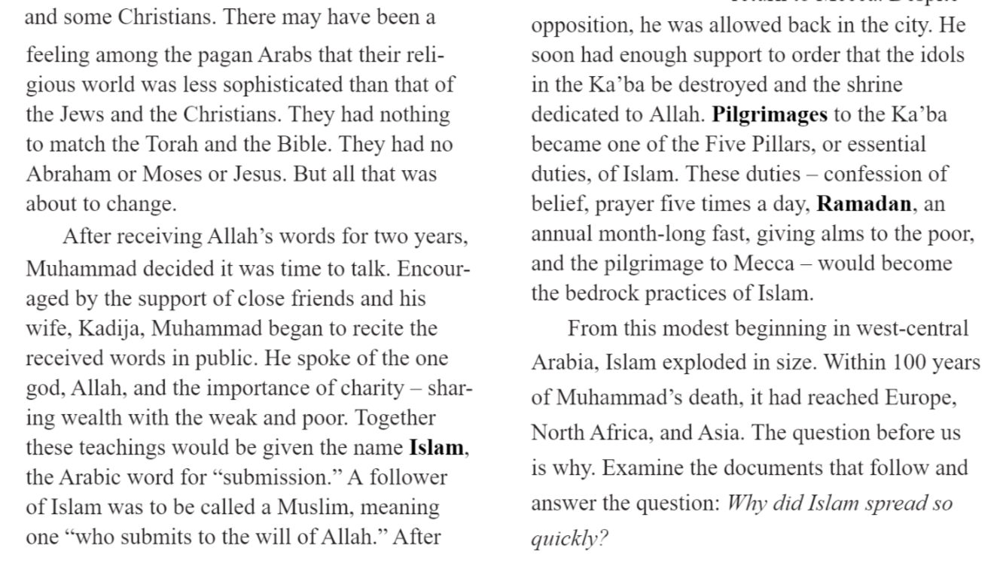 and some Christians. There may have been a
feeling among the pagan Arabs that their reli-
gious world was less sophisticated than that of
the Jews and the Christians. They had nothing
to match the Torah and the Bible. They had no
Abraham or Moses or Jesus. But all that was
about to change.
After receiving Allah’s words for two years,
Muhammad decided it was time to talk. Encour-
aged by the support of close friends and his
wife, Kadija, Muhammad began to recite the
received words in public. He spoke of the one
god, Allah, and the importance of charity – shar-
ing wealth with the weak and poor. Together
these teachings would be given the name Islam,
the Arabic word for “submission.” A follower
of Islam was to be called a Muslim, meaning
one “who submits to the will of Allah.” After
return to Mecca. Despite
opposition, he was allowed back in the city. He
soon had enough support to order that the idols
in the Ka’ba be destroyed and the shrine
dedicated to Allah. Pilgrimages to the Ka’ba
became one of the Five Pillars, or essential
duties, of Islam. These duties – confession of
belief, prayer five times a day, Ramadan, an
annual month-long fast, giving alms to the poor,
and the pilgrimage to Mecca – would become
the bedrock practices of Islam.
From this modest beginning in west-central
Arabia, Islam exploded in size. Within 100 years
of Muhammad’s death, it had reached Europe,
North Africa, and Asia. The question before us
is why. Examine the documents that follow and
answer the question: Why did Islam spread so
quickly?